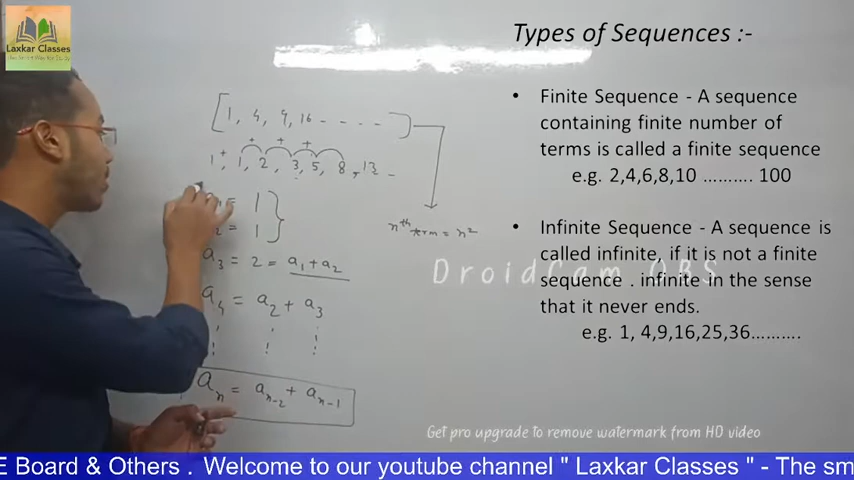 Laxkar Classes
Types of Sequences :-
• Finite Sequence - A sequence
containing finite number of
terms is called a finite sequence
e.g. 2,4,6,8,10 .......... 100
• Infinite Sequence - A sequence is
called infinite, if it is not a finite
sequence . infinite in the sense
that it never ends.
e.g. 1, 4,9,16,25,36..........
[1, 4, 9, 16 - - - - ]
1, 1, 2, 3, 5, 8, 13 -
nth term = n²
= 1
2 = 1
a3 = 2 = a1 + a2
a4 = a2 + a3
an = an-2 + an-1
DroidCam OBS
Get pro upgrade to remove watermark from HD video
E Board & Others . Welcome to our youtube channel " Laxkar Classes " - The sm